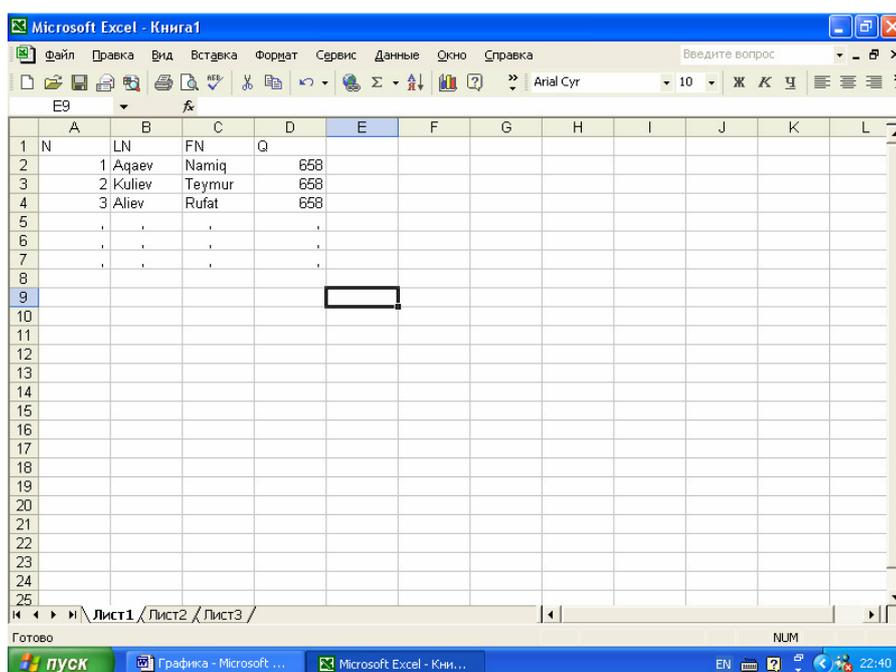 Microsoft Excel - Книга1
Файл Правка Вид Вставка Формат Сервис Данные Окно Справка Введите вопрос
Arial Cyr 10 Ж К Ч
E9 fx
A B C D E F G H I J K L
1 N LN FN Q
2 1 Aqaev Namiq 658
3 2 Kuliev Teymur 658
4 3 Aliev Rufat 658
5 , , , ,
6 , , , ,
7 , , , ,
8
9
10
11
12
13
14
15
16
17
18
19
20
21
22
23
24
25
Лист1 Лист2 Лист3
Готово NUM
пуск Графика - Microsoft ... Microsoft Excel - Кни... EN 22:40